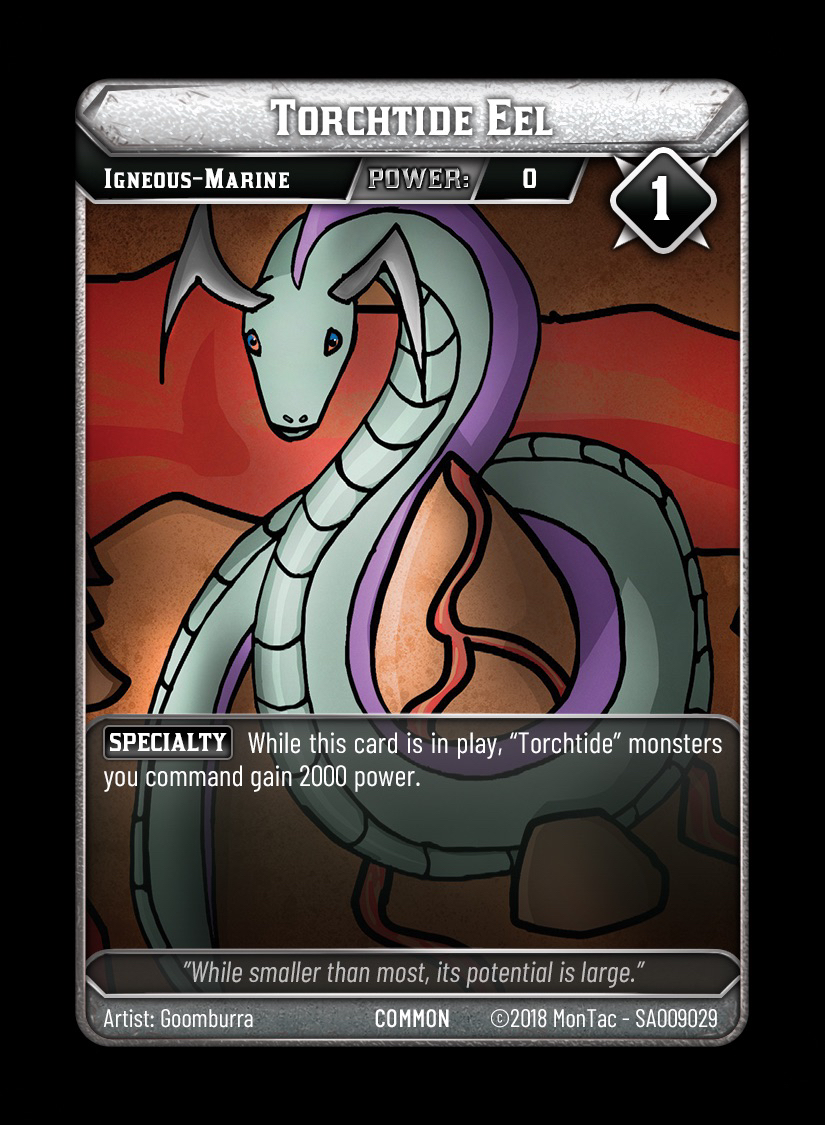 Torchtide Eel
Igneous-Marine POWER: 0
1
SPECIALTY While this card is in play, “Torchtide” monsters
you command gain 2000 power.
“While smaller than most, its potential is large.”
Artist: Goomburra COMMON ©2018 MonTac - SA009029